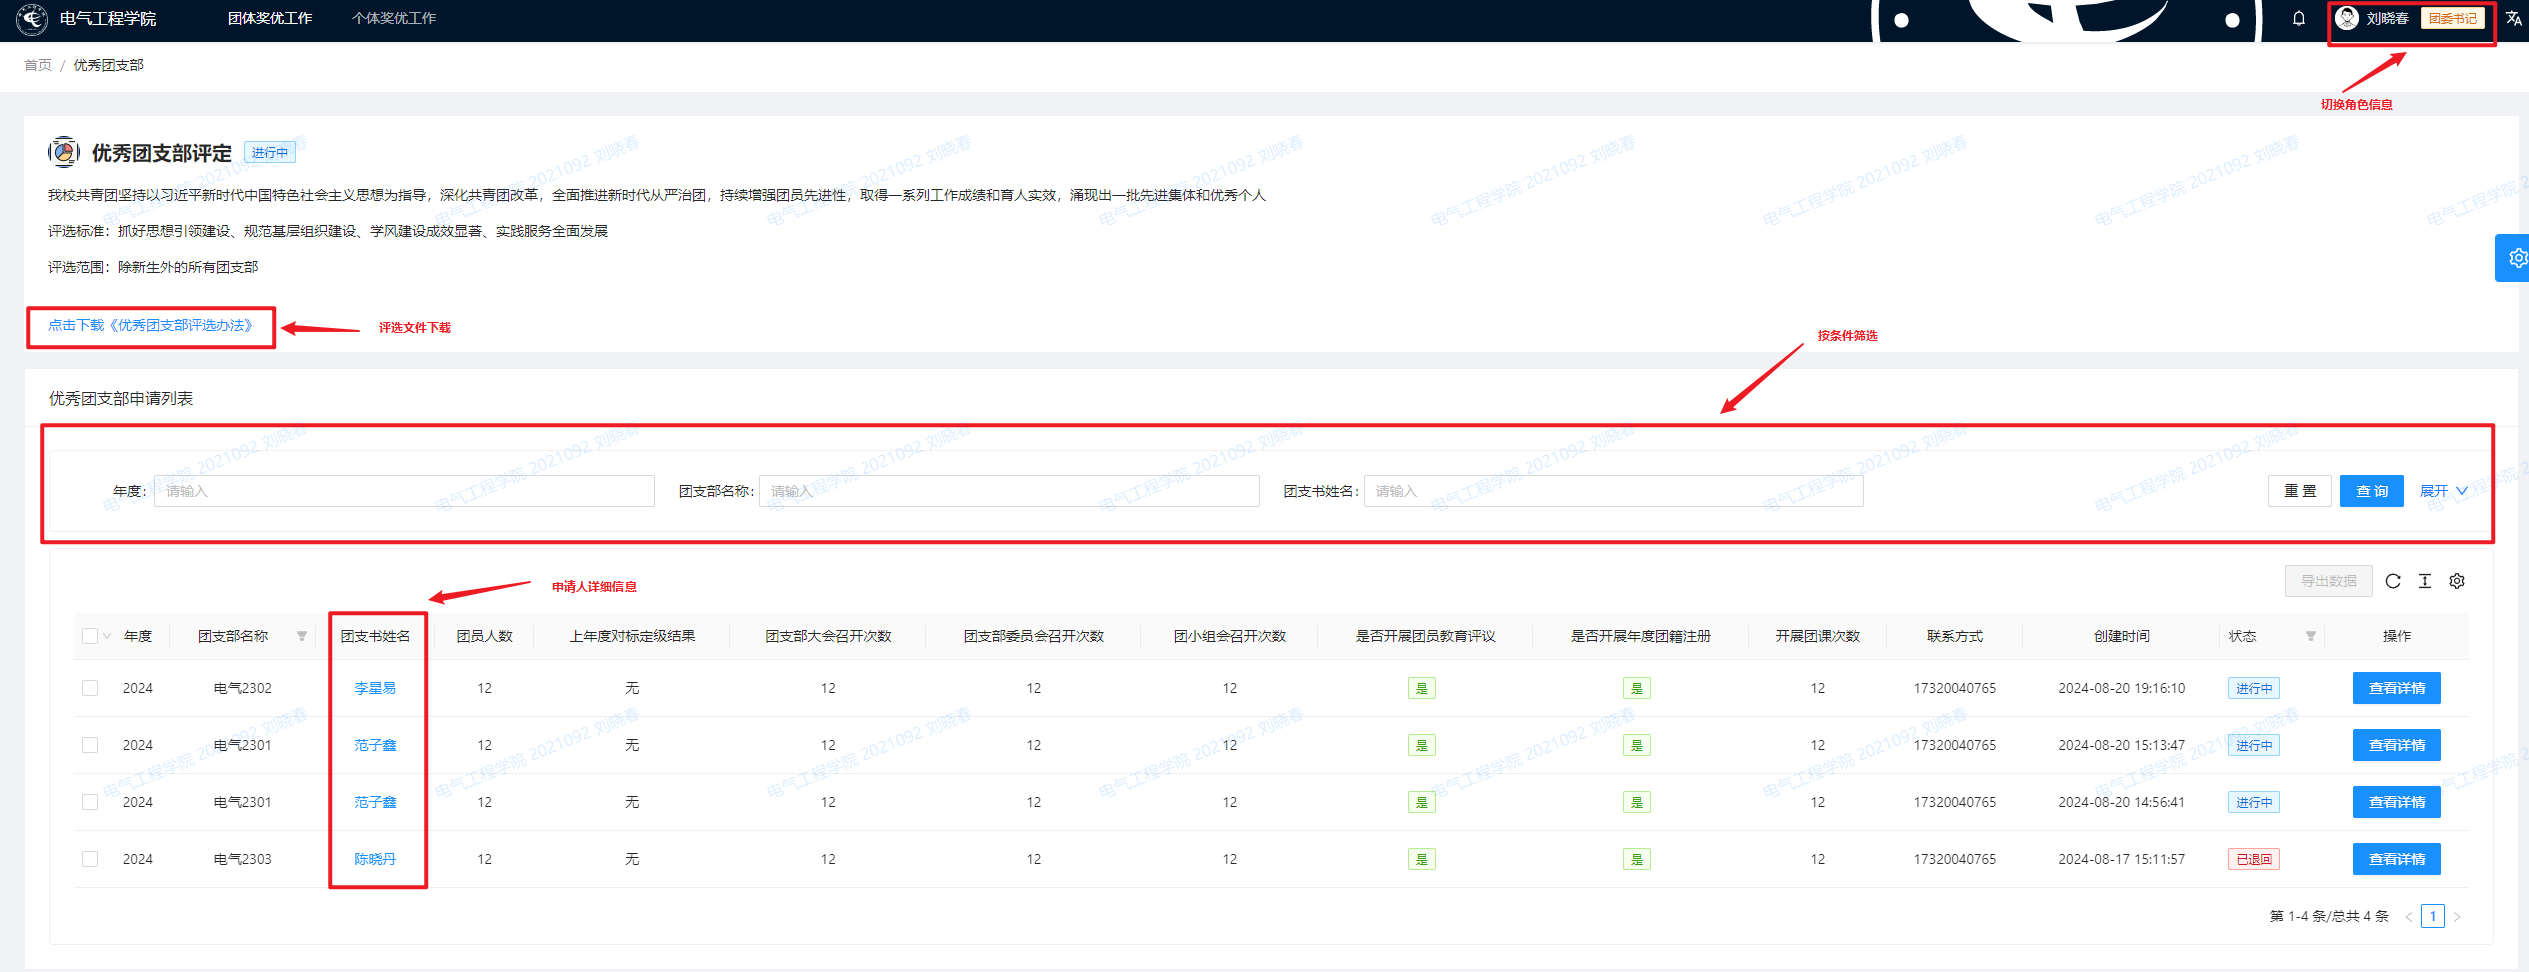 电气工程学院 团体奖优工作 个体奖优工作 刘晓春 团委书记
首页 / 优秀团支部
切换角色信息
优秀团支部评定 进行中
我校共青团坚持以习近平新时代中国特色社会主义思想为指导，深化共青团改革，全面推进新时代从严治团，持续增强团员先进性，取得一系列工作成绩和育人实效，涌现出一批先进集体和优秀个人
评选标准：抓好思想引领建设、规范基层组织建设、学风建设成效显著、实践服务全面发展
评选范围：除新生外的所有团支部
点击下载《优秀团支部评选办法》 评选文件下载
按条件筛选
优秀团支部申请列表
年度： 请输入 团支部名称： 请输入 团支书姓名： 请输入 重置 查询 展开
申请人详细信息
导出数据
年度 团支部名称 团支书姓名 团员人数 上年度对标定级结果 团支部大会召开次数 团支部委员会召开次数 团小组会召开次数 是否开展团员教育评议 是否开展年度团籍注册 开展团课次数 联系方式 创建时间 状态 操作
2024 电气2302 李星易 12 无 12 12 12 是 是 12 17320040765 2024-08-20 19:16:10 进行中 查看详情
2024 电气2301 范子鑫 12 无 12 12 12 是 是 12 17320040765 2024-08-20 15:13:47 进行中 查看详情
2024 电气2301 范子鑫 12 无 12 12 12 是 是 12 17320040765 2024-08-20 14:56:41 进行中 查看详情
2024 电气2303 陈晓丹 12 无 12 12 12 是 是 12 17320040765 2024-08-17 15:11:57 已退回 查看详情
第 1-4 条/总共 4 条 < 1 >
电气工程学院 2021092 刘晓春